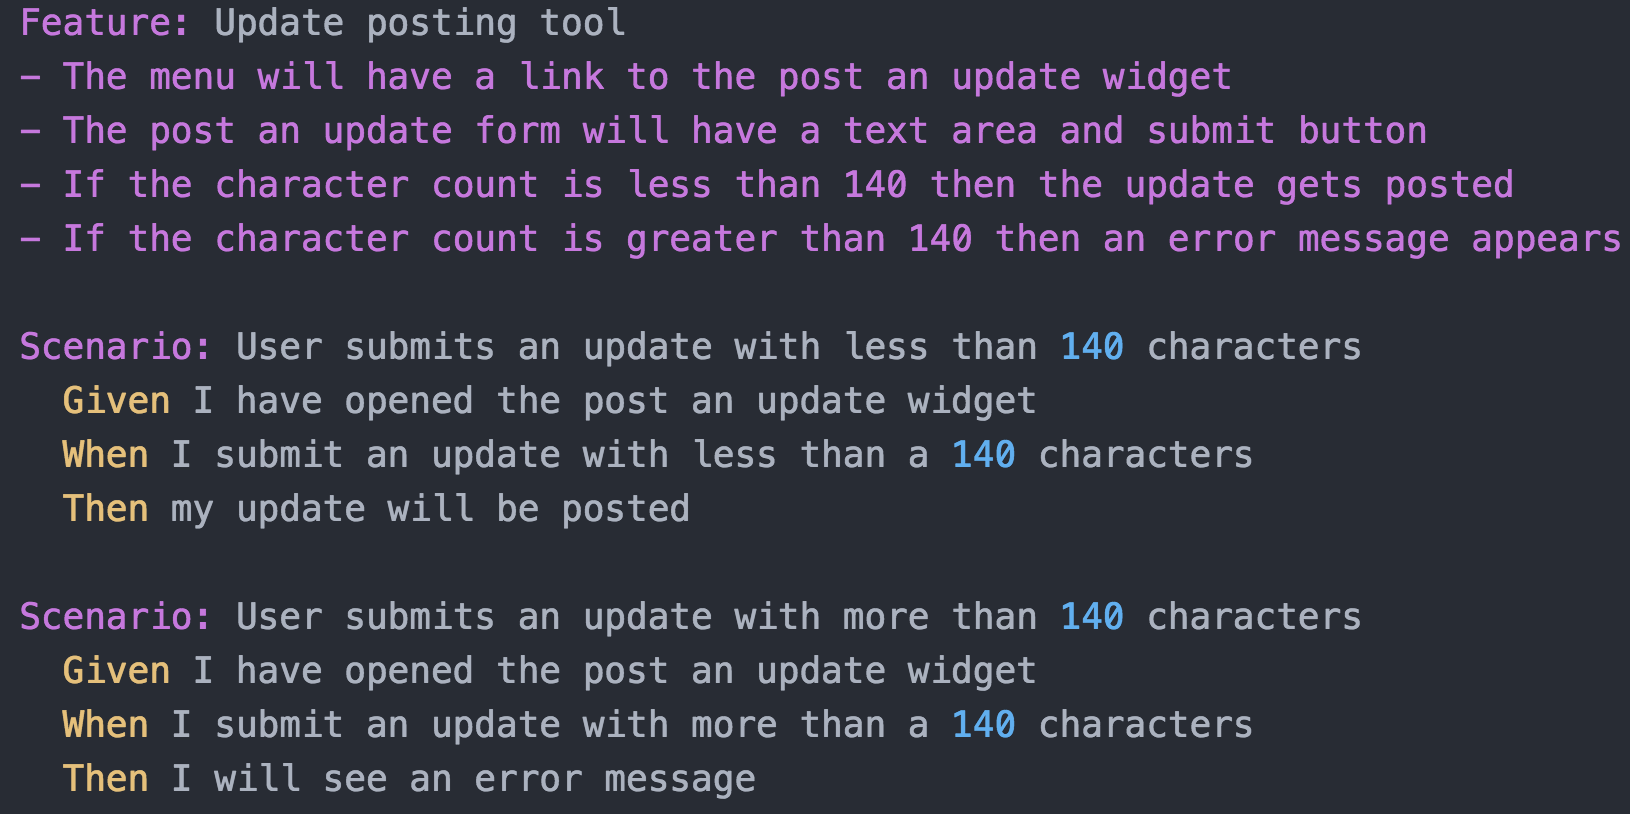 Feature: Update posting tool
- The menu will have a link to the post an update widget
- The post an update form will have a text area and submit button
- If the character count is less than 140 then the update gets posted
- If the character count is greater than 140 then an error message appears
Scenario: User submits an update with less than 140 characters
Given I have opened the post an update widget
When I submit an update with less than a 140 characters
Then my update will be posted
Scenario: User submits an update with more than 140 characters
Given I have opened the post an update widget
When I submit an update with more than a 140 characters
Then I will see an error message